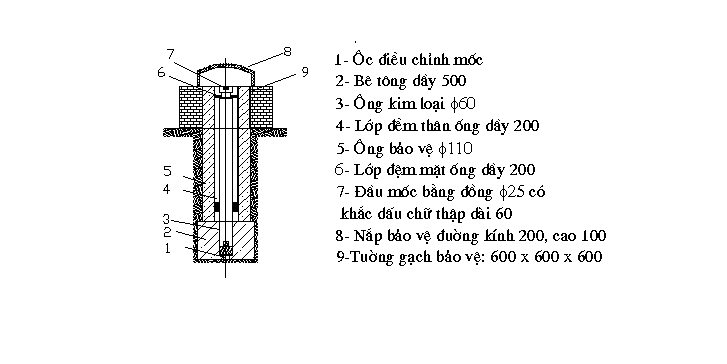 7
8
6
9
5
4
3
2
1
1- Ốc điều chỉnh mốc
2- Bê tông dầy 500
3- Ống kim loại ϕ60
4- Lớp đềm thân ống dầy 200
5- Ống bảo vệ ϕ110
6- Lớp đệm mặt ống dầy 200
7- Đầu mốc bằng đồng ϕ25 có
khắc dấu chữ thập dài 60
8- Nắp bảo vệ đuờng kính 200, cao 100
9-Tuờng gạch bảo vệ: 600 x 600 x 600